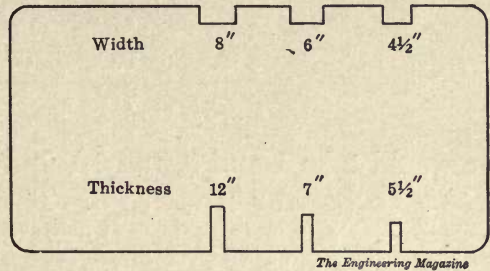 Width 8" 6" 4½"
Thickness 12" 7" 5½"
The Engineering Magazine